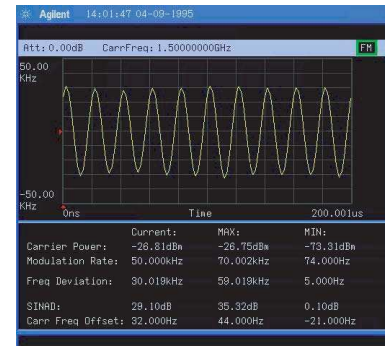 Agilent 14:01:47 04-09-1995
Att: 0.00dB CarrFreq: 1.50000000GHz FM
50.00
KHz
-50.00
KHz
0ns Time 200.001us
Current: MAX: MIN:
Carrier Power: -26.81dBm -26.75dBm -73.31dBm
Modulation Rate: 50.000kHz 70.002kHz 74.000Hz
Freq Deviation: 30.019kHz 59.019kHz 5.000Hz
SINAD: 29.10dB 35.32dB 0.10dB
Carr Freq Offset: 32.000Hz 44.000Hz -21.000Hz